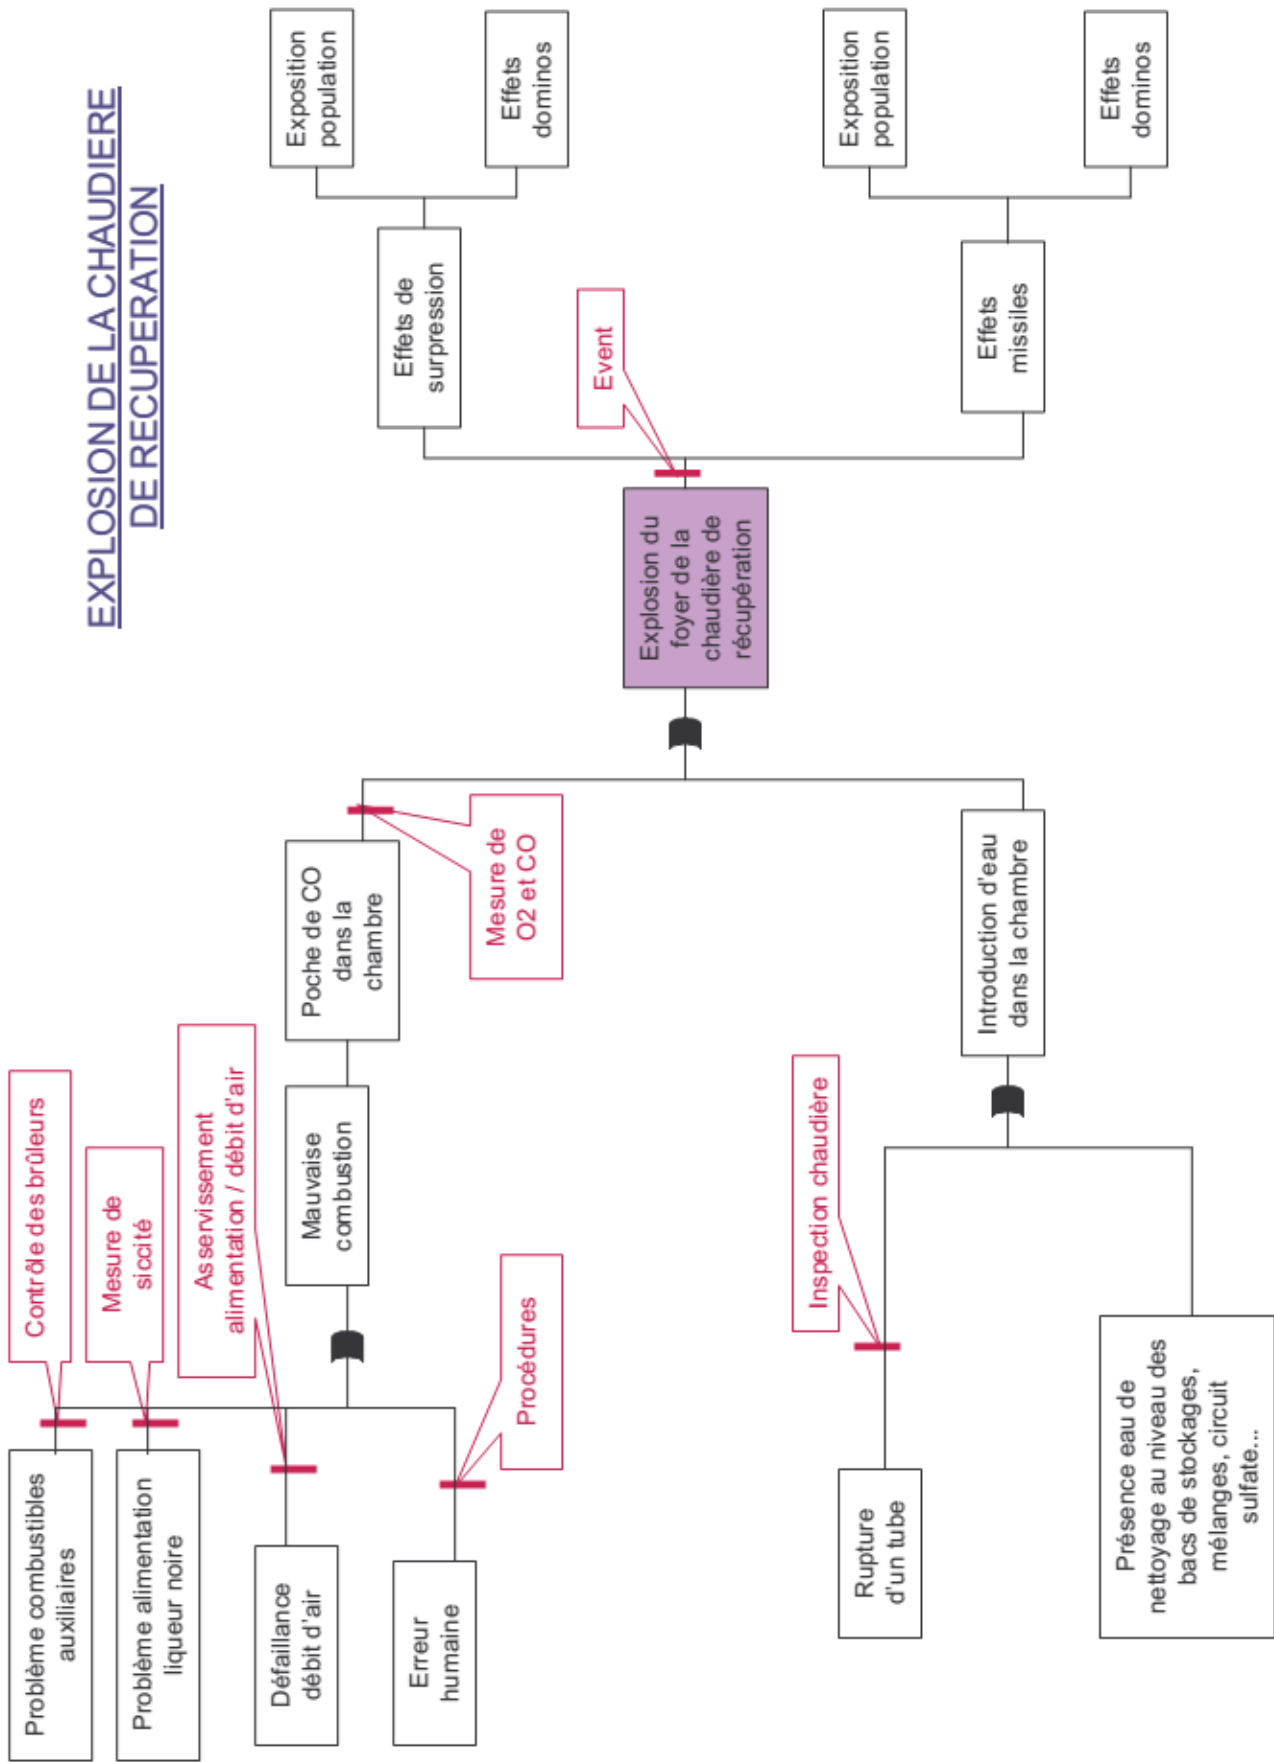 EXPLOSION DE LA CHAUDIERE
DE RECUPERATION
Contrôle des brûleurs
Mesure de
siccité
Asservissement
alimentation / débit d'air
Procédures
Problème combustibles
auxiliaires
Problème alimentation
liqueur noire
Défaillance
débit d'air
Erreur
humaine
Mauvaise
combustion
Poche de CO
dans la
chambre
Mesure de
O2 et CO
Inspection chaudière
Rupture
d'un tube
Présence eau de
nettoyage au niveau des
bacs de stockages,
mélanges, circuit
sulfate...
Introduction d'eau
dans la chambre
Explosion du
foyer de la
chaudière de
récupération
Event
Effets de
surpression
Exposition
population
Effets
dominos
Effets
missiles
Exposition
population
Effets
dominos